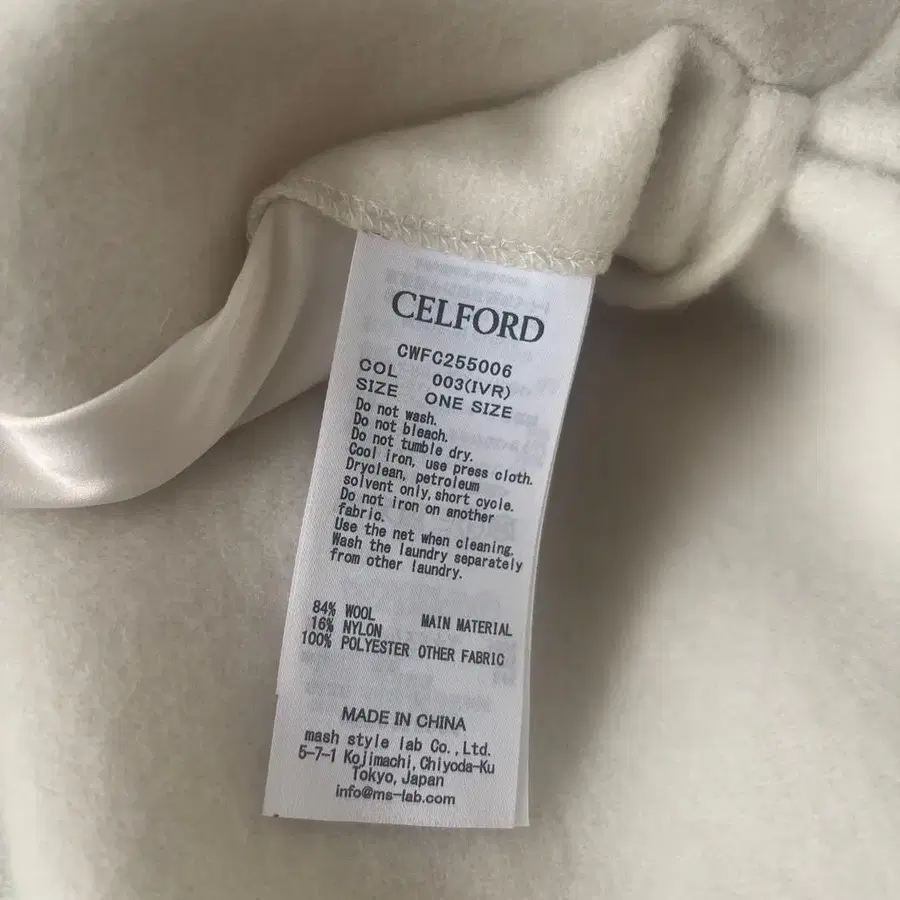 CELFORD
CWFC255006
COL 003(IVR)
SIZE ONE SIZE
Do not wash.
Do not bleach.
Do not tumble dry.
Cool iron, use press cloth.
Dryclean, petroleum
solvent only, short cycle.
Do not iron on another
fabric.
Use the net when cleaning.
Wash the laundry separately
from other laundry.
84% WOOL MAIN MATERIAL
16% NYLON
100% POLYESTER OTHER FABRIC
MADE IN CHINA
mash style lab Co.,Ltd.
5-7-1 Kojimachi,Chiyoda-Ku
Tokyo,Japan
info@ms-lab.com